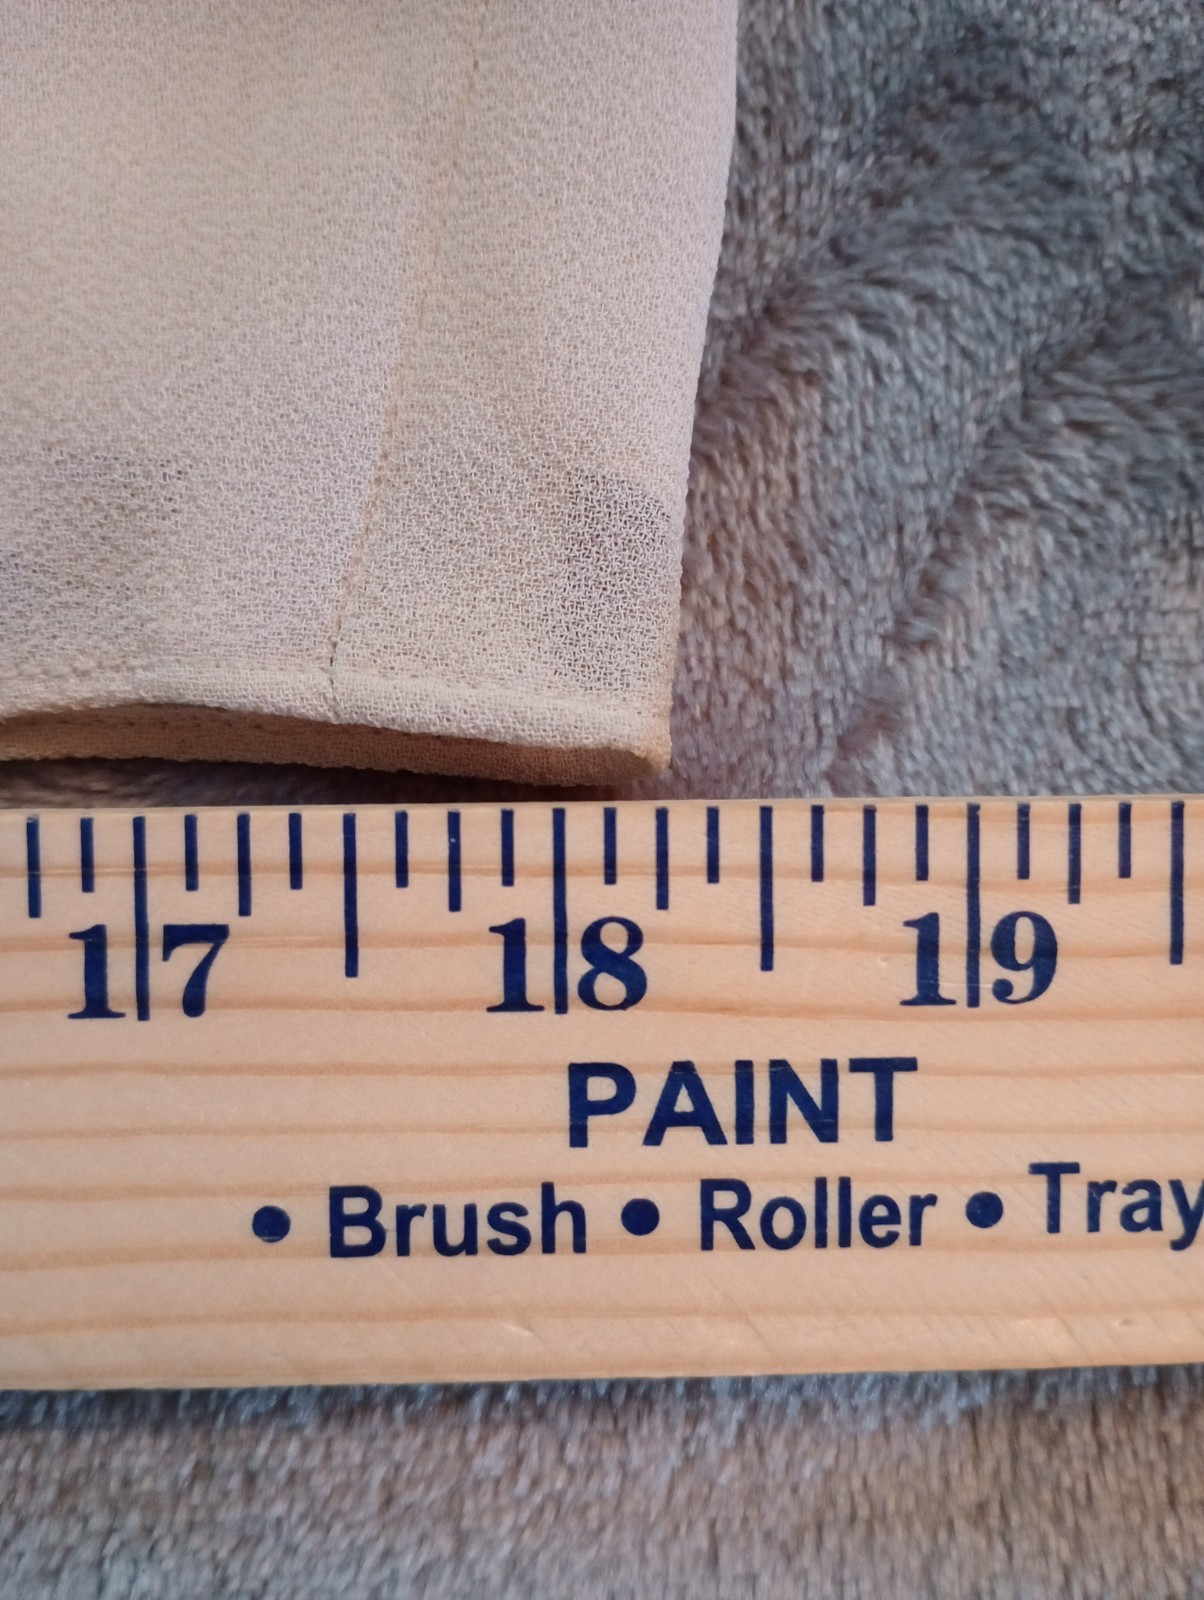 17 18 19
PAINT
• Brush • Roller • Tray